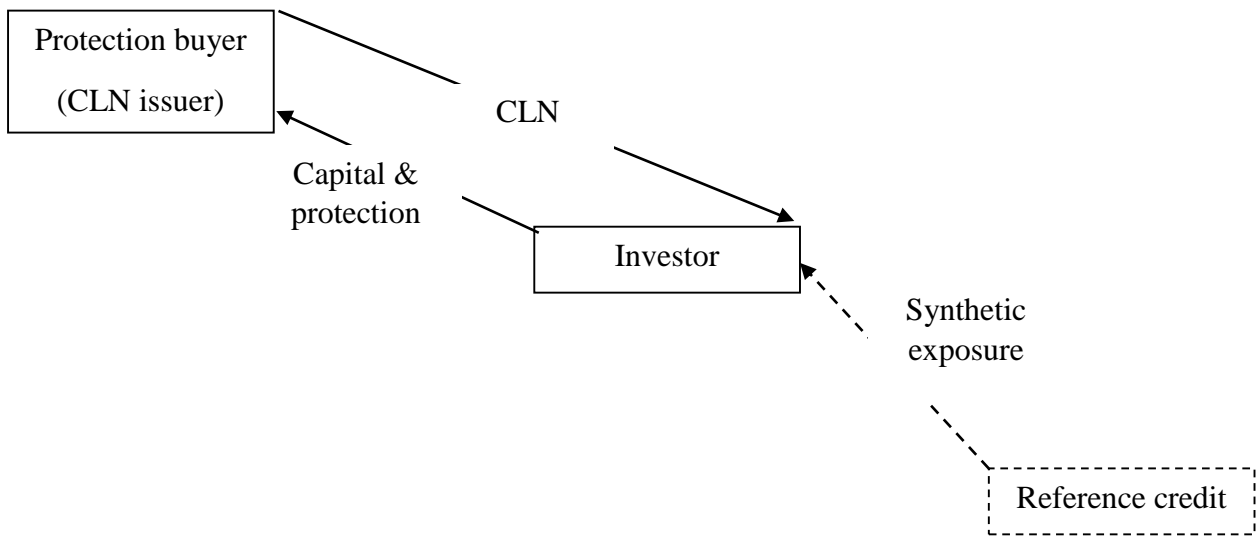 Protection buyer
(CLN issuer)
CLN
Capital &
protection
Investor
Synthetic
exposure
Reference credit